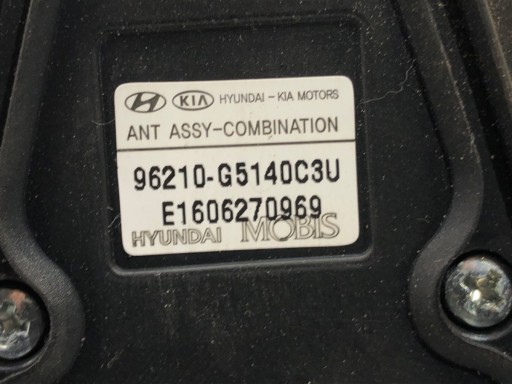 KIA HYUNDAI - KIA MOTORS
ANT ASSY-COMBINATION
96210-G5140C3U
E1606270969
HYUNDAI MOBIS